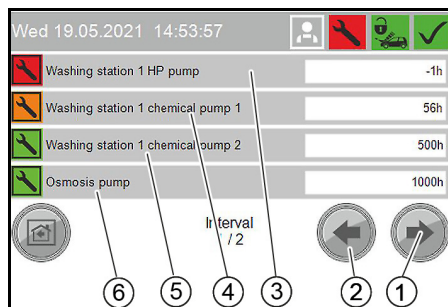 Wed 19.05.2021 14:53:57
Washing station 1 HP pump -1h
Washing station 1 chemical pump 1 56h
Washing station 1 chemical pump 2 500h
Osmosis pump 1000h
Interval
/ 2
6 5 4 3 2 1